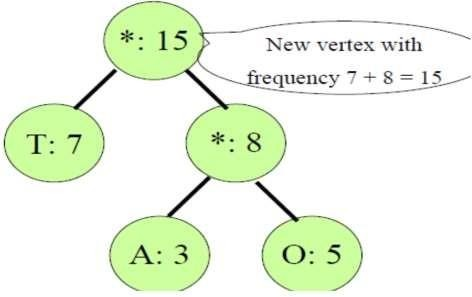 *: 15
New vertex with
frequency 7 + 8 = 15
T: 7
*: 8
A: 3
O: 5